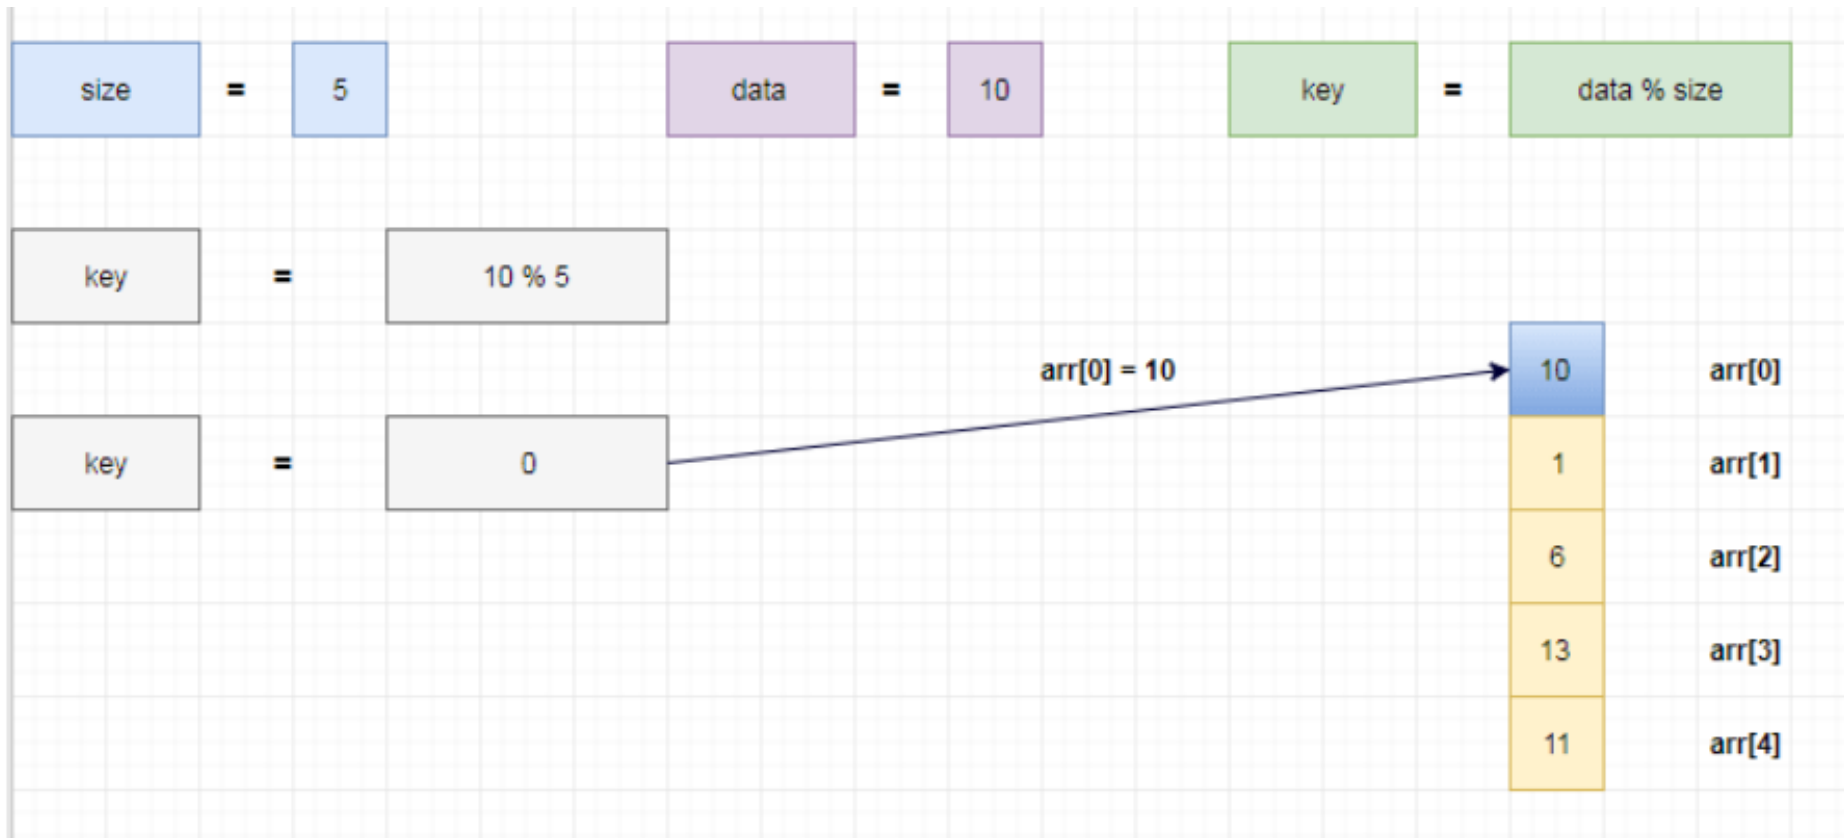 size = 5 data = 10 key = data % size
key = 10 % 5
arr[0] = 10 10 arr[0]
key = 0 1 arr[1]
6 arr[2]
13 arr[3]
11 arr[4]